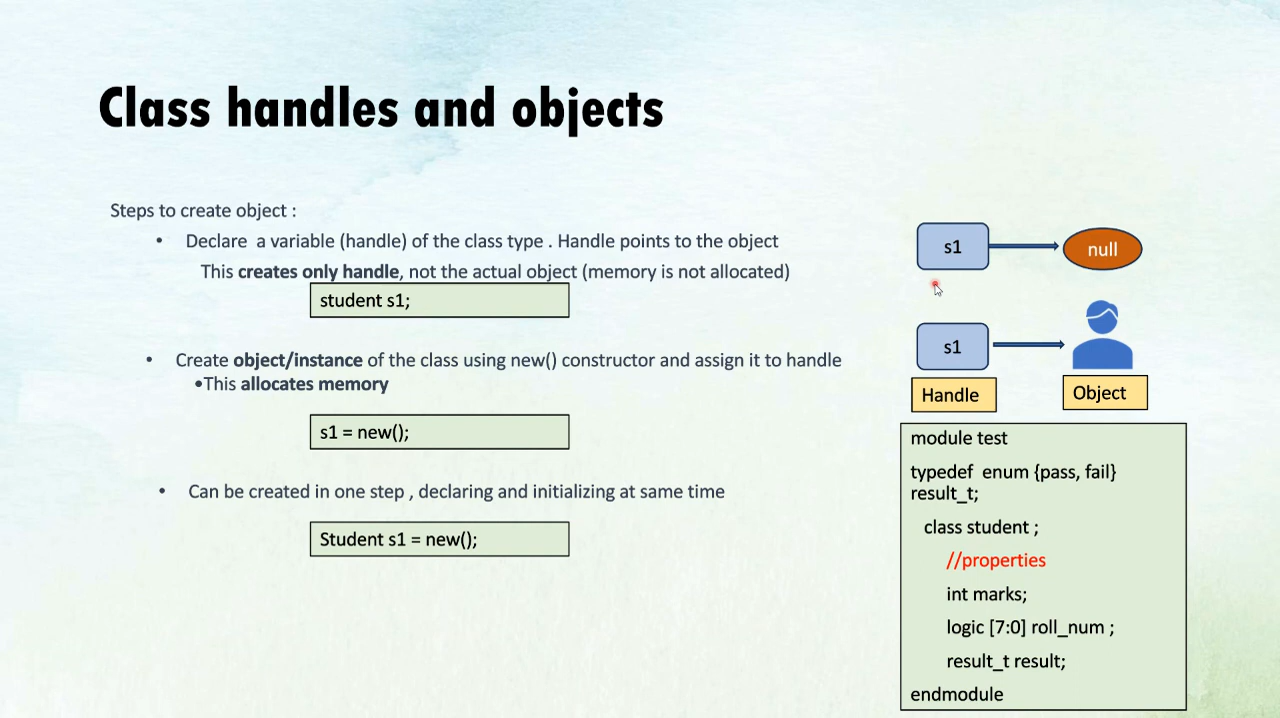 Class handles and objects
Steps to create object :
• Declare a variable (handle) of the class type . Handle points to the object
This creates only handle, not the actual object (memory is not allocated)
student s1;
• Create object/instance of the class using new() constructor and assign it to handle
•This allocates memory
s1 = new();
• Can be created in one step , declaring and initializing at same time
Student s1 = new();
s1
null
s1
Handle
Object
module test
typedef enum {pass, fail}
result_t;
class student ;
//properties
int marks;
logic [7:0] roll_num ;
result_t result;
endmodule